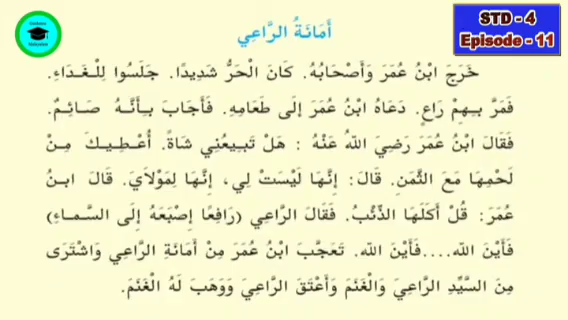 STD - 4
Episode - 11
أَمَانَةُ الرَّاعِي
خَرَجَ ابْنُ عُمَرَ وَأَصْحَابُهُ. كَانَ الْحَرُّ شَدِيدًا. جَلَسُوا لِلْغَدَاءِ.
فَمَرَّ بِهِمْ رَاعٍ. دَعَاهُ ابْنُ عُمَرَ إِلَى طَعَامِهِ. فَأَجَابَ بِأَنَّهُ صَائِمٌ.
فَقَالَ ابْنُ عُمَرَ رَضِيَ اللهُ عَنْهُ : هَلْ تَبِيعُنِي شَاةً. أُعْطِيكَ مِنْ
لَحْمِهَا مَعَ الثَّمَنِ. قَالَ: إِنَّهَا لَيْسَتْ لِي، إِنَّهَا لِمَوْلَايَ. قَالَ ابنُ
عُمَرَ: قُلْ أَكَلَهَا الذِّئْبُ. فَقَالَ الرَّاعِي (رَافِعًا إِصْبَعَهُ إِلَى السَّمَاءِ)
فَأَيْنَ الله....فَأَيْنَ الله. تَعَجَّبَ ابْنُ عُمَرَ مِنْ أَمَانَةِ الرَّاعِي وَاشْتَرَى
مِنَ السَّيِّدِ الرَّاعِيَ وَالْغَنَمَ وَأَعْتَقَ الرَّاعِيَ وَوَهَبَ لَهُ الْغَنَمَ.